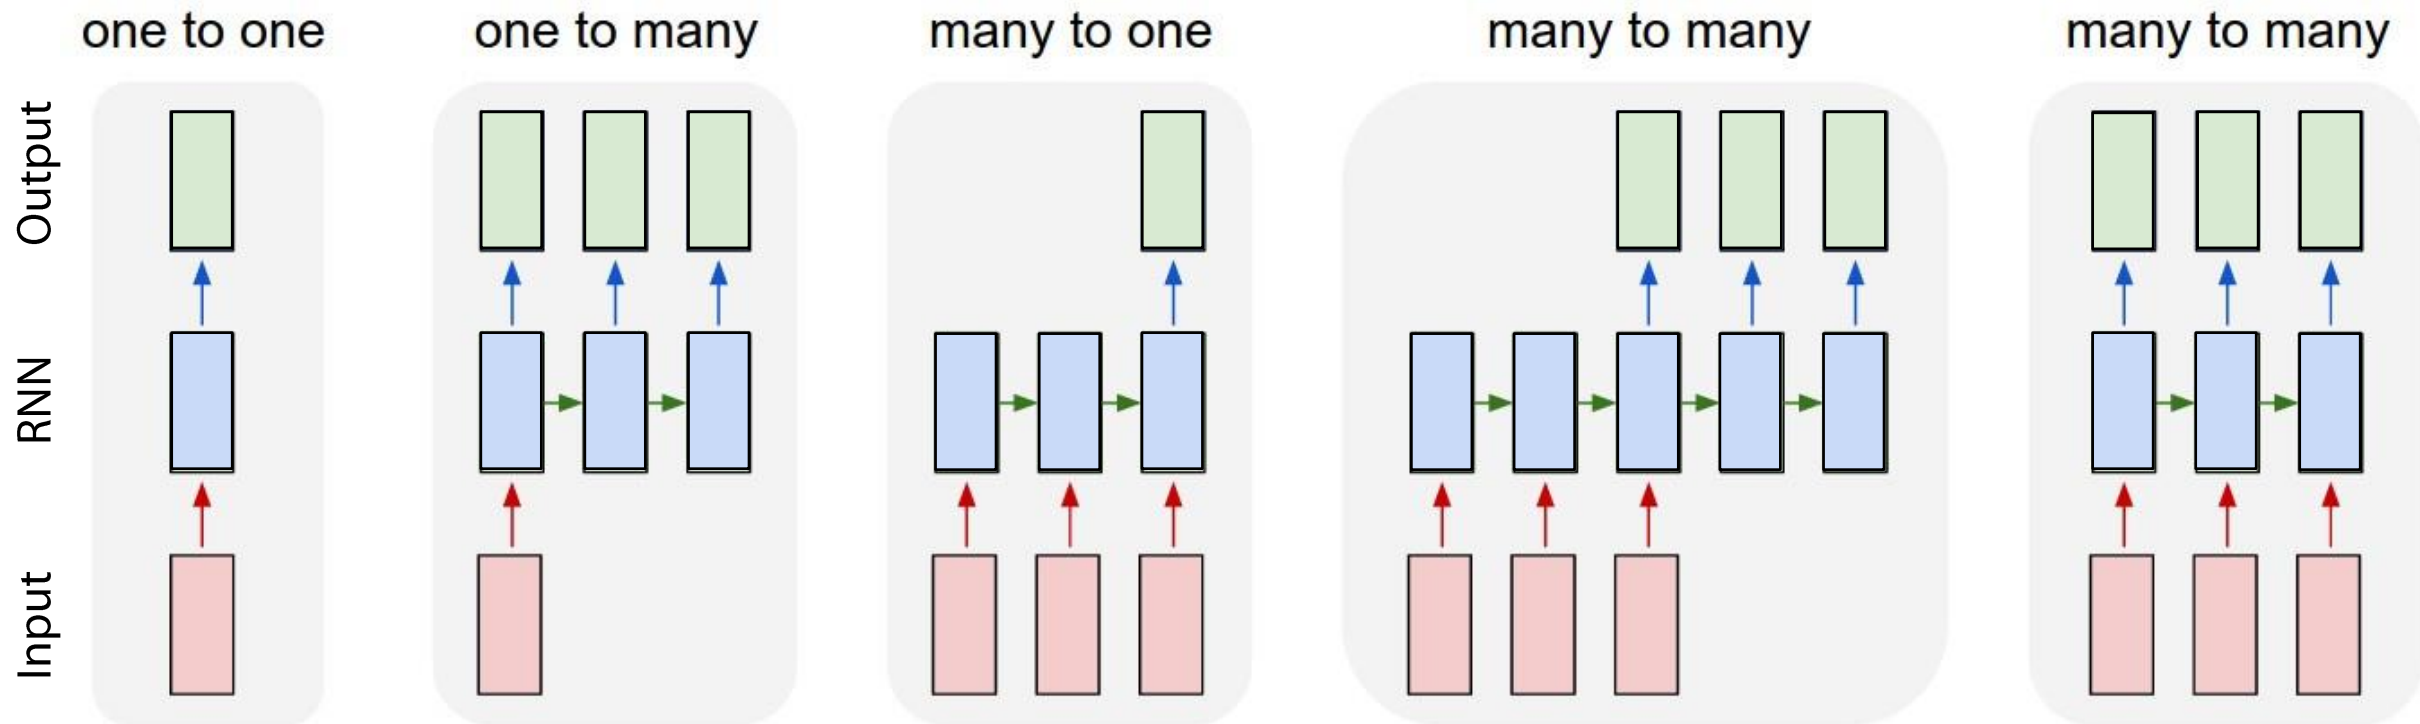 one to one
one to many
many to one
many to many
many to many
Output
RNN
Input